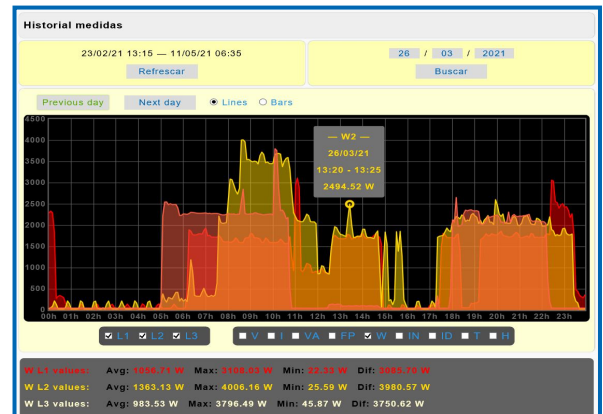 Historial medidas
23/02/21 13:15 — 11/05/21 06:35
Refrescar
26 / 03 / 2021
Buscar
Previous day Next day Lines Bars
4500
4000
3500
3000
2500
2000
1500
1000
500
0
— W2 —
26/03/21
13:20 - 13:25
2494.52 W
00h 01h 02h 03h 04h 05h 06h 07h 08h 09h 10h 11h 12h 13h 14h 15h 16h 17h 18h 19h 20h 21h 22h 23h
L1 L2 L3 V I VA FP W IN ID T H
W L1 values: Avg: 1056.71 W Max: 3108.03 W Min: 22.33 W Dif: 3085.70 W
W L2 values: Avg: 1363.13 W Max: 4006.16 W Min: 25.59 W Dif: 3980.57 W
W L3 values: Avg: 983.53 W Max: 3796.49 W Min: 45.87 W Dif: 3750.62 W